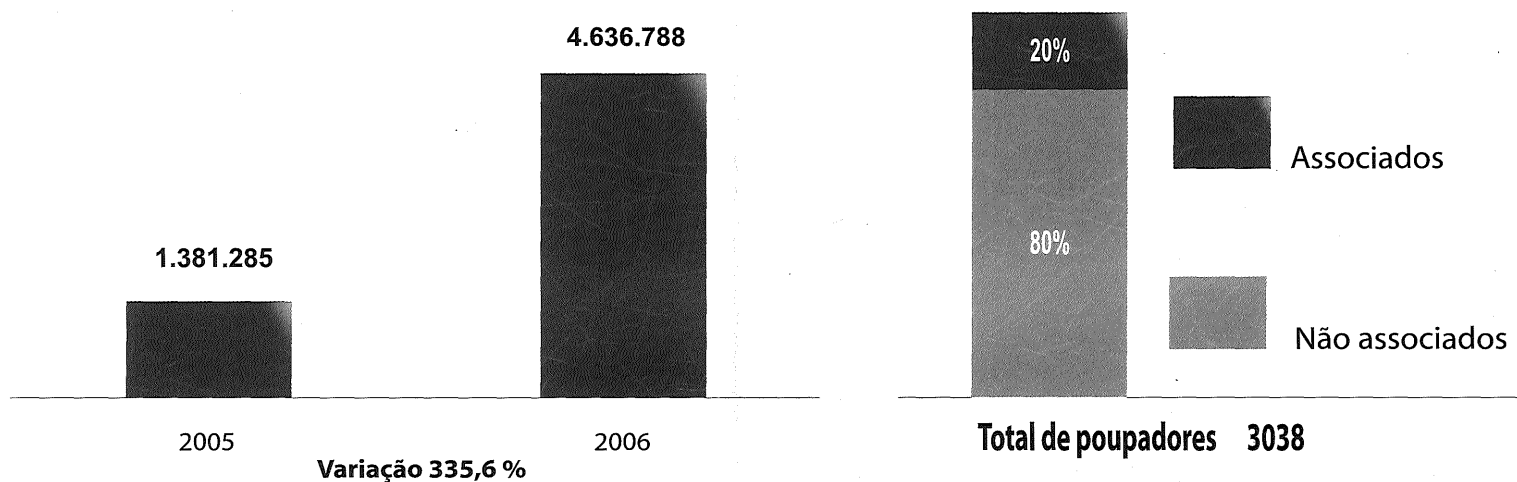 4.636.788
1.381.285
2005
2006
Variação 335,6 %
20%
80%
Associados
Não associados
Total de poupadores 3038